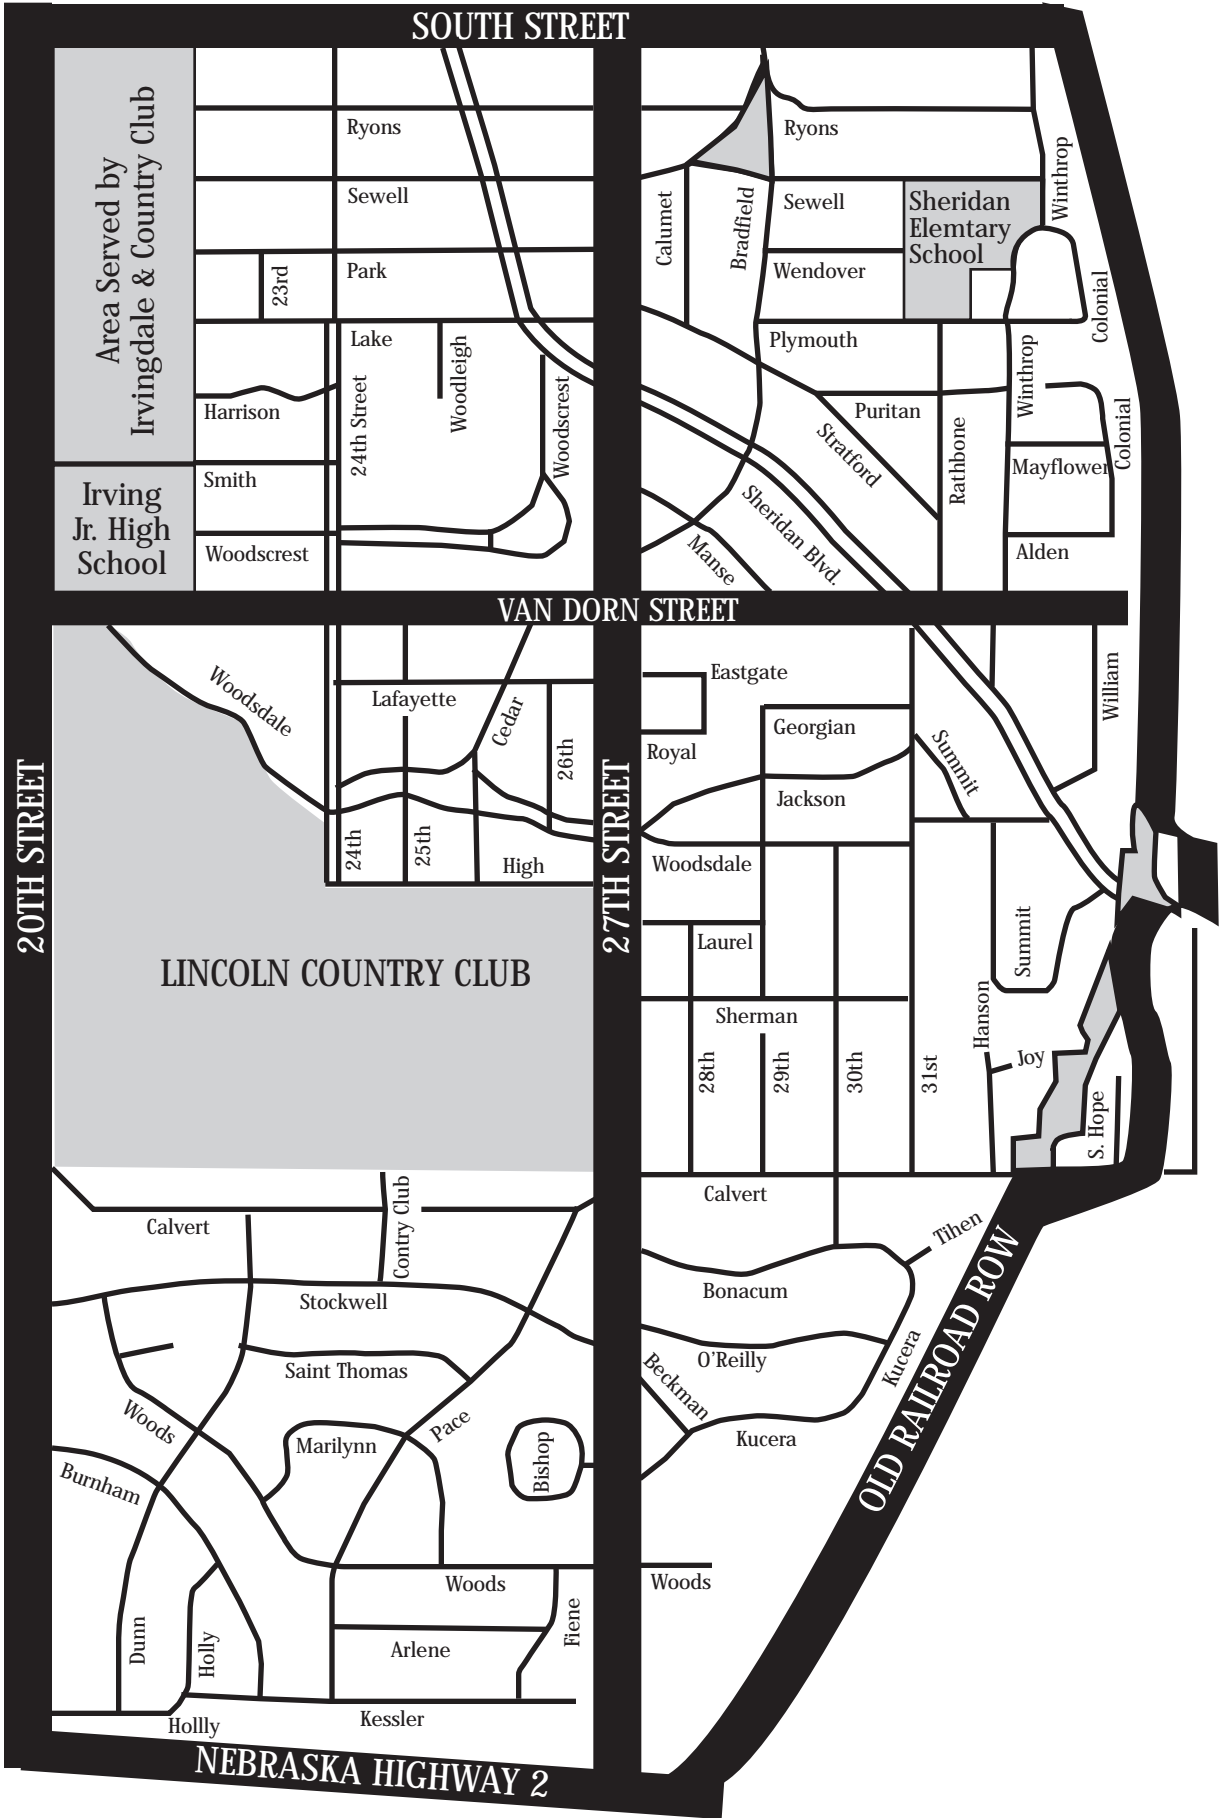 SOUTH STREET
Area Served by
Irvingdale & Country Club
Ryons
Ryons
Winthrop
Sewell
Calumet
Bradfield
Sewell
Sheridan
Elemtary
School
23rd
Park
Wendover
Colonial
Lake
Woodleigh
Plymouth
Winthrop
Harrison
24th Street
Woodscrest
Puritan
Stratford
Rathbone
Colonial
Mayflower
Irving
Jr. High
School
Smith
Sheridan Blvd.
Woodscrest
Manse
Alden
VAN DORN STREET
Woodsdale
Lafayette
Cedar
26th
Eastgate
Royal
Georgian
Summit
William
Jackson
20TH STREET
27TH STREET
24th
25th
High
Woodsdale
LINCOLN COUNTRY CLUB
Laurel
Summit
Sherman
Hanson
Joy
28th
29th
30th
31st
S. Hope
Calvert
Contry Club
Calvert
Tihen
Stockwell
Bonacum
OLD RAILROAD ROW
Saint Thomas
O'Reilly
Kucera
Beckman
Woods
Marilynn
Pace
Bishop
Kucera
Burnham
Woods
Woods
Dunn
Holly
Arlene
Fiene
Hollly
Kessler
NEBRASKA HIGHWAY 2